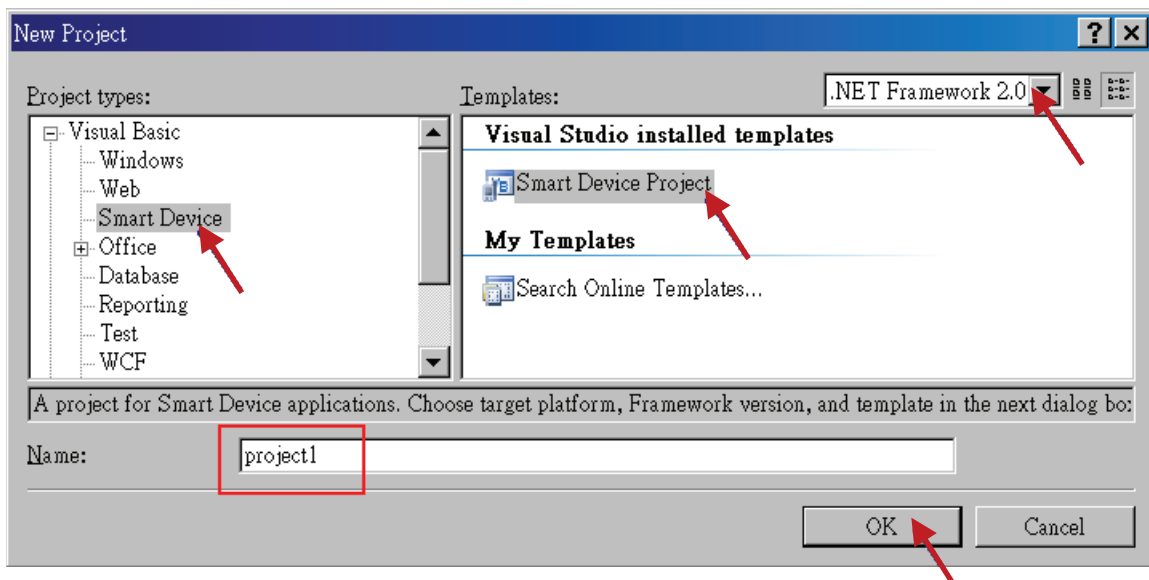 New Project
Project types:
Templates:
.NET Framework 2.0
Visual Basic
Windows
Web
Smart Device
Office
Database
Reporting
Test
WCF
Visual Studio installed templates
Smart Device Project
My Templates
Search Online Templates...
A project for Smart Device applications. Choose target platform, Framework version, and template in the next dialog bo:
Name:
project1
OK
Cancel